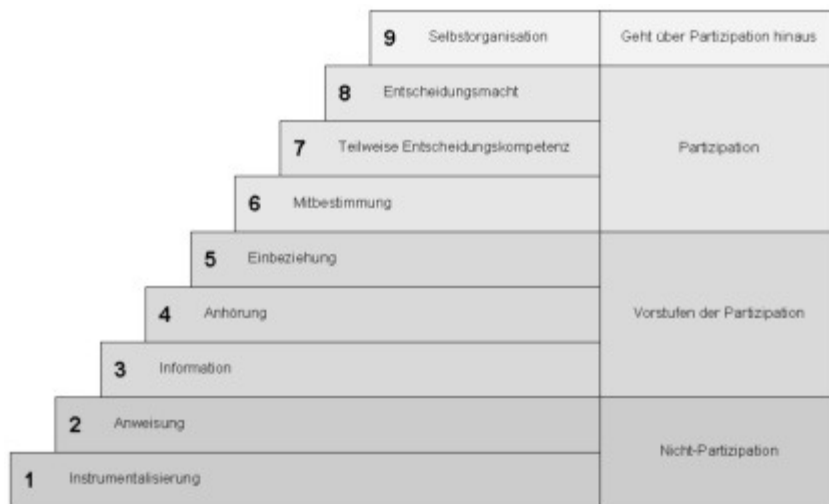 9 Selbstorganisation Geht über Partizipation hinaus
8 Entscheidungsmacht
7 Teilweise Entscheidungskompetenz Partizipation
6 Mitbestimmung
5 Einbeziehung
4 Anhörung Vorstufen der Partizipation
3 Information
2 Anweisung
Nicht-Partizipation
1 Instrumentalisierung